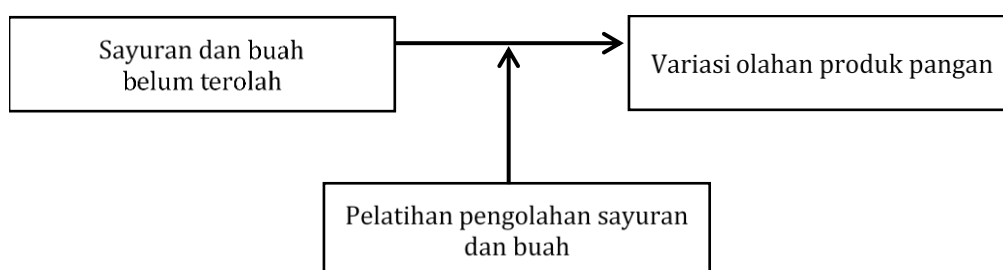 Sayuran dan buah
belum terolah
Variasi olahan produk pangan
Pelatihan pengolahan sayuran
dan buah